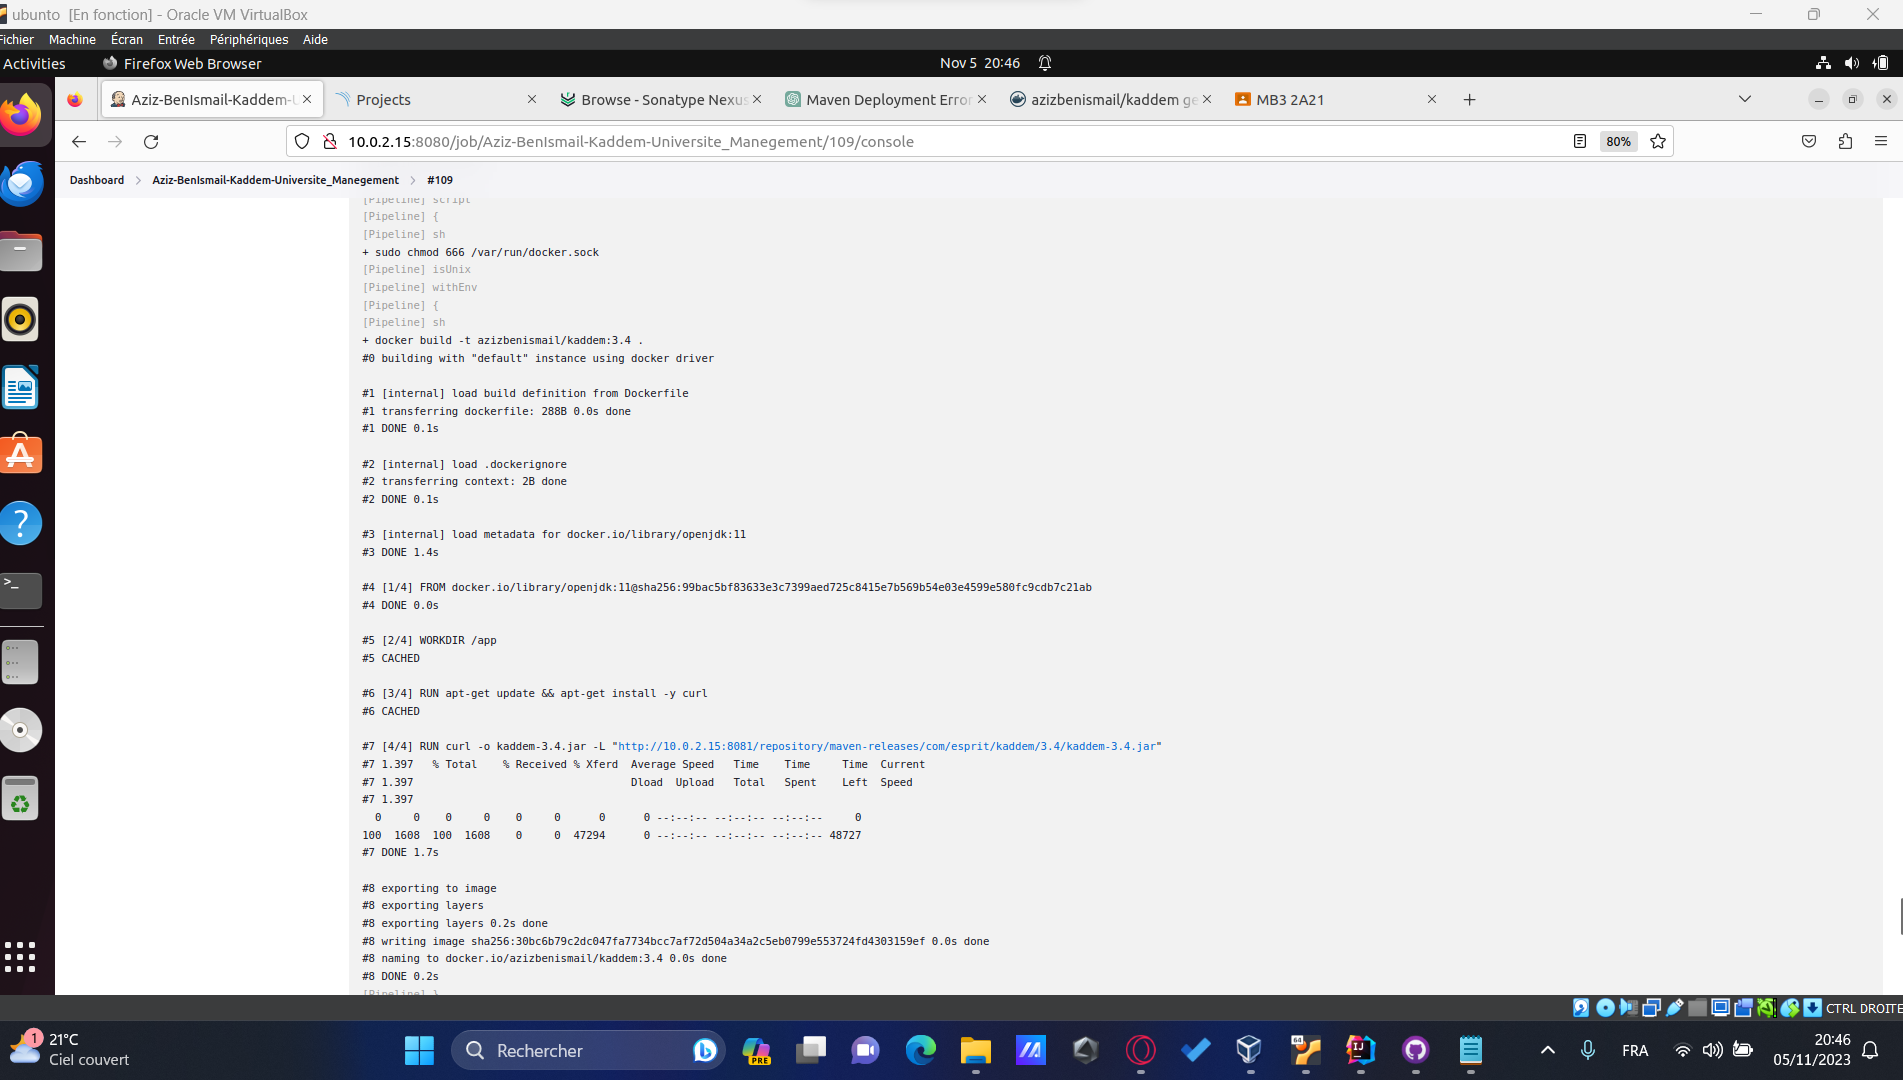 ubunto [En fonction] - Oracle VM VirtualBox
Fichier Machine Écran Entrée Périphériques Aide
Activities Firefox Web Browser Nov 5 20:46
Aziz-BenIsmail-Kaddem-U Projects Browse - Sonatype Nexus Maven Deployment Error azizbenismail/kaddem ge MB3 2A21
10.0.2.15:8080/job/Aziz-BenIsmail-Kaddem-Universite_Manegement/109/console 80%
Dashboard Aziz-BenIsmail-Kaddem-Universite_Manegement #109
[Pipeline] script
[Pipeline] {
[Pipeline] sh
+ sudo chmod 666 /var/run/docker.sock
[Pipeline] isUnix
[Pipeline] withEnv
[Pipeline] {
[Pipeline] sh
+ docker build -t azizbenismail/kaddem:3.4 .
#0 building with "default" instance using docker driver
#1 [internal] load build definition from Dockerfile
#1 transferring dockerfile: 288B 0.0s done
#1 DONE 0.1s
#2 [internal] load .dockerignore
#2 transferring context: 2B done
#2 DONE 0.1s
#3 [internal] load metadata for docker.io/library/openjdk:11
#3 DONE 1.4s
#4 [1/4] FROM docker.io/library/openjdk:11@sha256:99bac5bf83633e3c7399aed725c8415e7b569b54e03e4599e580fc9cdb7c21ab
#4 DONE 0.0s
#5 [2/4] WORKDIR /app
#5 CACHED
#6 [3/4] RUN apt-get update && apt-get install -y curl
#6 CACHED
#7 [4/4] RUN curl -o kaddem-3.4.jar -L "http://10.0.2.15:8081/repository/maven-releases/com/esprit/kaddem/3.4/kaddem-3.4.jar"
#7 1.397 % Total % Received % Xferd Average Speed Time Time Time Current
#7 1.397 Dload Upload Total Spent Left Speed
#7 1.397
0 0 0 0 0 0 0 0 --:--:-- --:--:-- --:--:-- 0
100 1608 100 1608 0 0 47294 0 --:--:-- --:--:-- --:--:-- 48727
#7 DONE 1.7s
#8 exporting to image
#8 exporting layers
#8 exporting layers 0.2s done
#8 writing image sha256:30bc6b79c2dc047fa7734bcc7af72d504a34a2c5eb0799e553724fd4303159ef 0.0s done
#8 naming to docker.io/azizbenismail/kaddem:3.4 0.0s done
#8 DONE 0.2s
[Pipeline] }
CTRL DROITE
1 21°C
Ciel couvert
Rechercher
PRE
64
FRA
20:46
05/11/2023